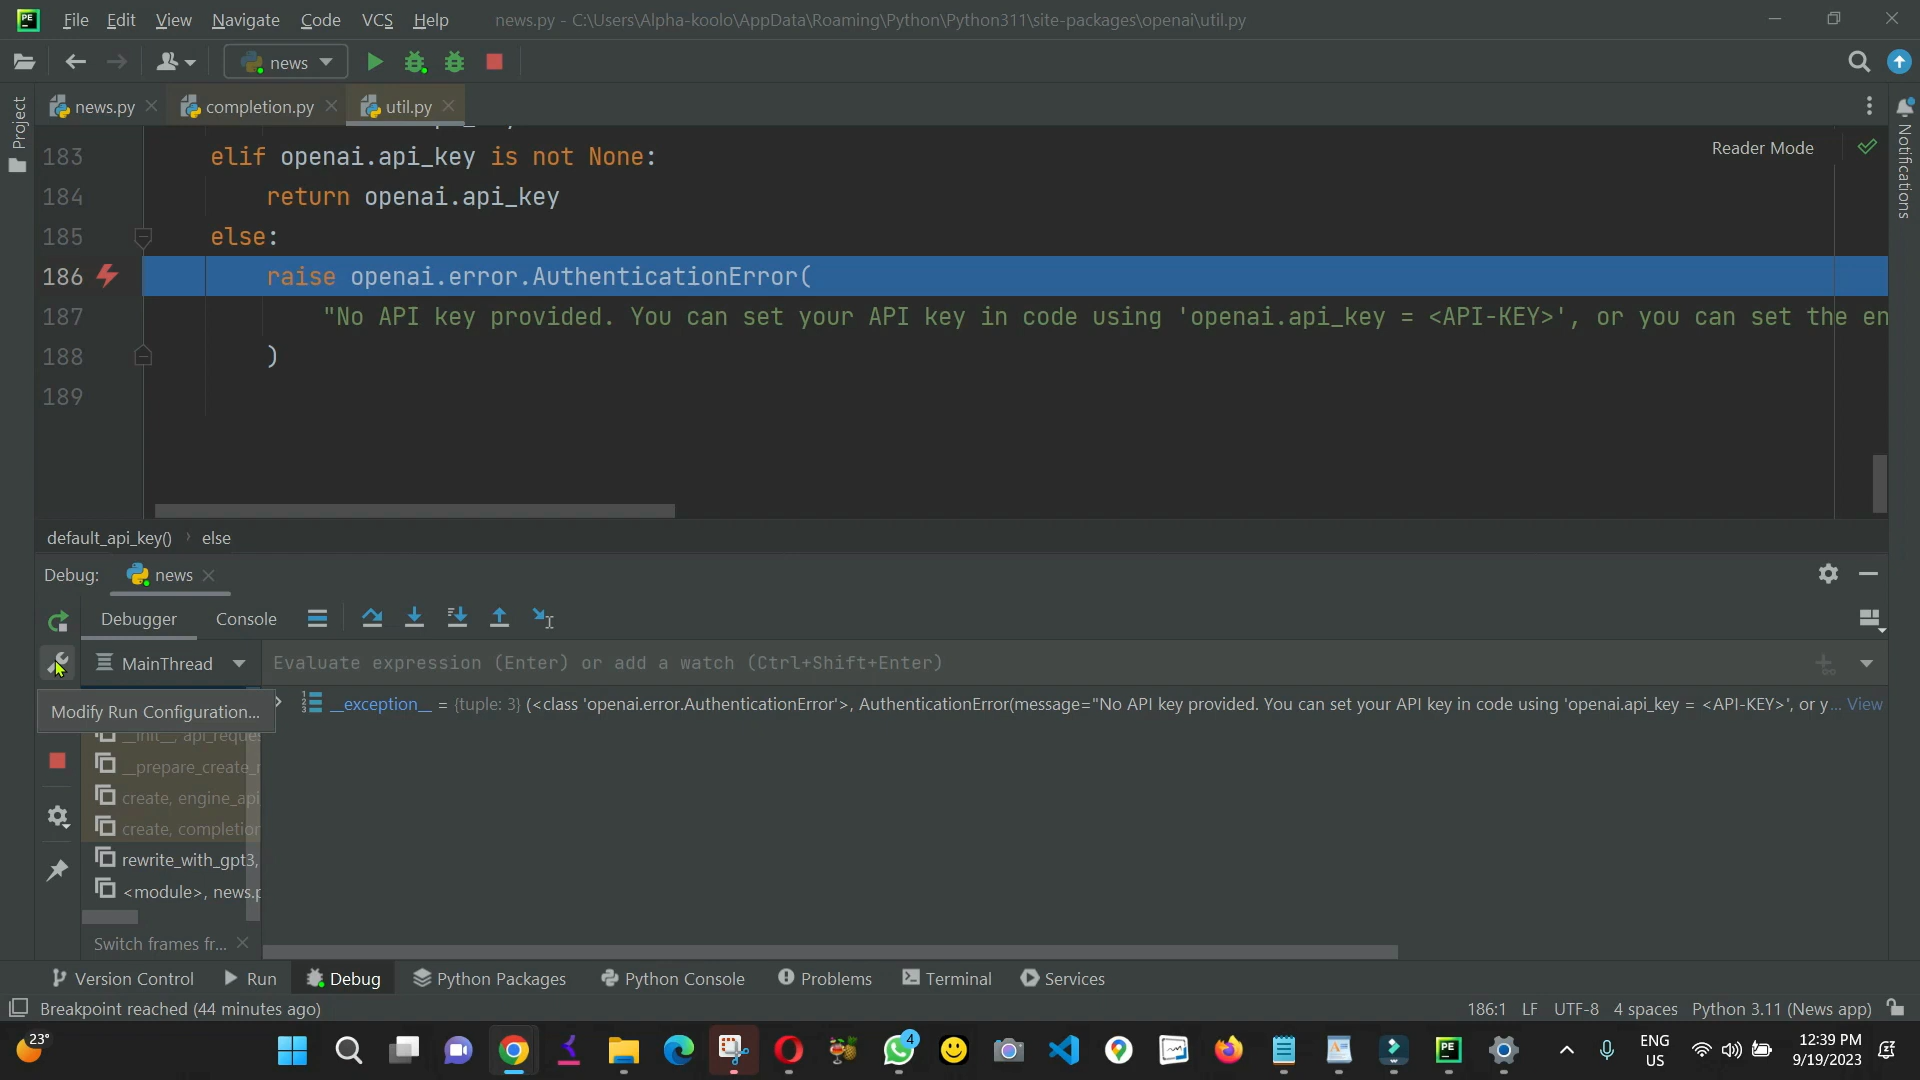 PE File Edit View Navigate Code VCS Help news.py - C:\Users\Alpha-koolo\AppData\Roaming\Python\Python311\site-packages\openai\util.py
news
news.py completion.py util.py
Project
Notifications
Reader Mode
183 elif openai.api_key is not None:
184 return openai.api_key
185 else:
186 raise openai.error.AuthenticationError(
187 "No API key provided. You can set your API key in code using 'openai.api_key = <API-KEY>', or you can set the en
188 )
189
default_api_key() › else
Debug: news
Debugger Console
MainThread Evaluate expression (Enter) or add a watch (Ctrl+Shift+Enter)
__exception__ = {tuple: 3} (<class 'openai.error.AuthenticationError'>, AuthenticationError(message="No API key provided. You can set your API key in code using 'openai.api_key = <API-KEY>', or y... View
Modify Run Configuration...
__init__, api_reques
__prepare_create_r
create, engine_api
create, completion
rewrite_with_gpt3,
<module>, news.p
Switch frames fr...
Version Control Run Debug Python Packages Python Console Problems Terminal Services
Breakpoint reached (44 minutes ago) 186:1 LF UTF-8 4 spaces Python 3.11 (News app)
23° 4 PE ENG 12:39 PM
US 9/19/2023